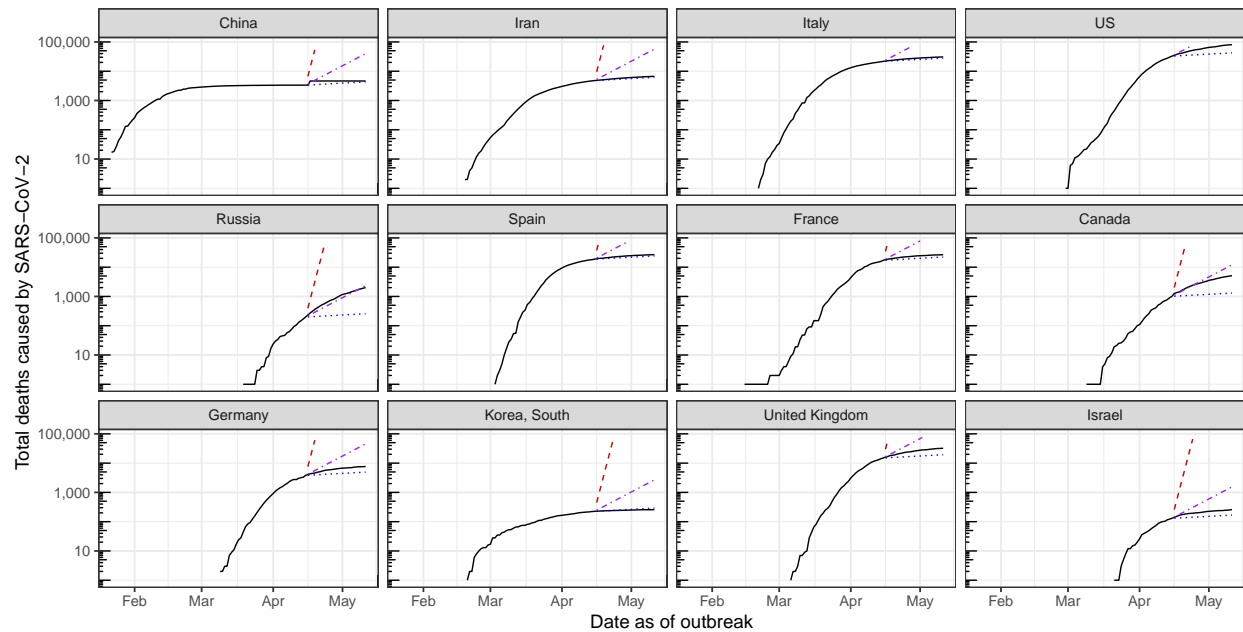 China Iran Italy US
100,000
1,000
10
Russia Spain France Canada
100,000
1,000
10
Germany Korea, South United Kingdom Israel
100,000
1,000
10
Feb Mar Apr May Feb Mar Apr May Feb Mar Apr May Feb Mar Apr May
Date as of outbreak
Total deaths caused by SARS−CoV−2